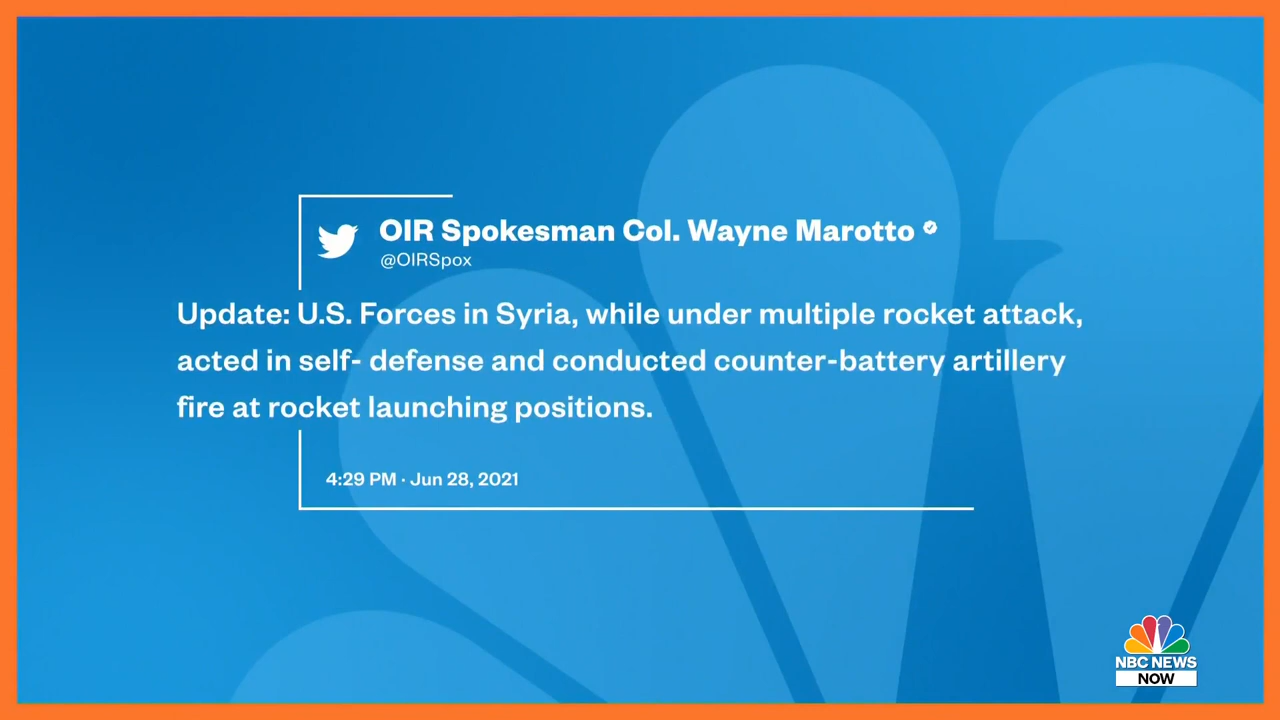 OIR Spokesman Col. Wayne Marotto
@OIRSpox
Update: U.S. Forces in Syria, while under multiple rocket attack,
acted in self- defense and conducted counter-battery artillery
fire at rocket launching positions.
4:29 PM · Jun 28, 2021
NBC NEWS
NOW